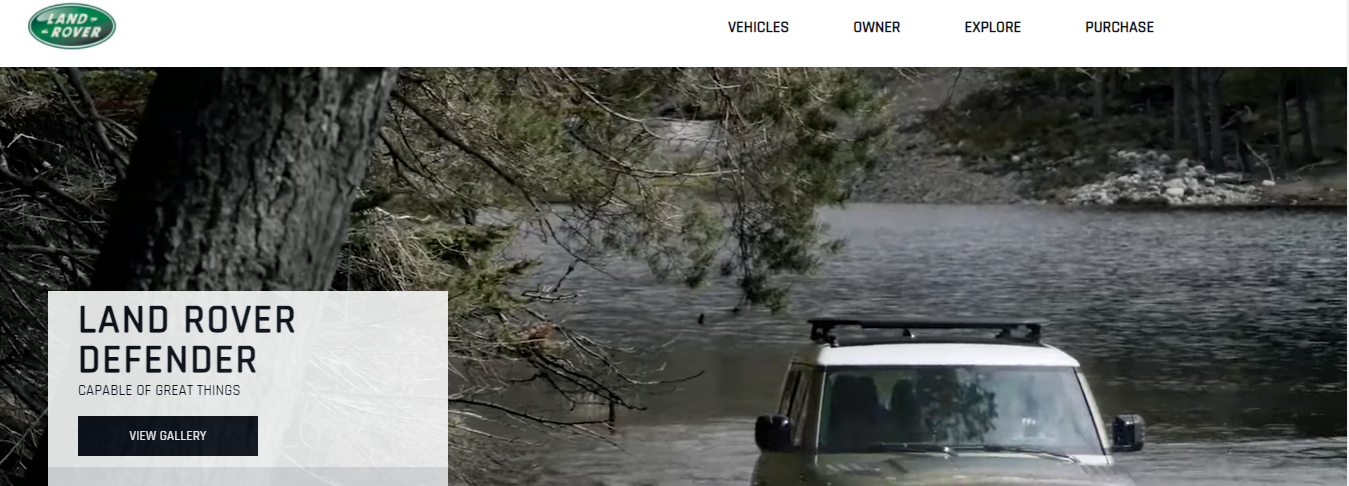 LAND
ROVER
VEHICLES OWNER EXPLORE PURCHASE
LAND ROVER
DEFENDER
CAPABLE OF GREAT THINGS
VIEW GALLERY